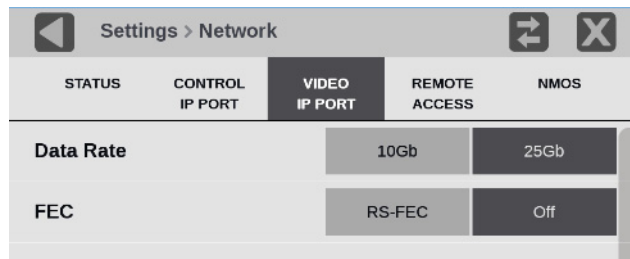 Settings > Network
STATUS CONTROL IP PORT VIDEO IP PORT REMOTE ACCESS NMOS
Data Rate 10Gb 25Gb
FEC RS-FEC Off